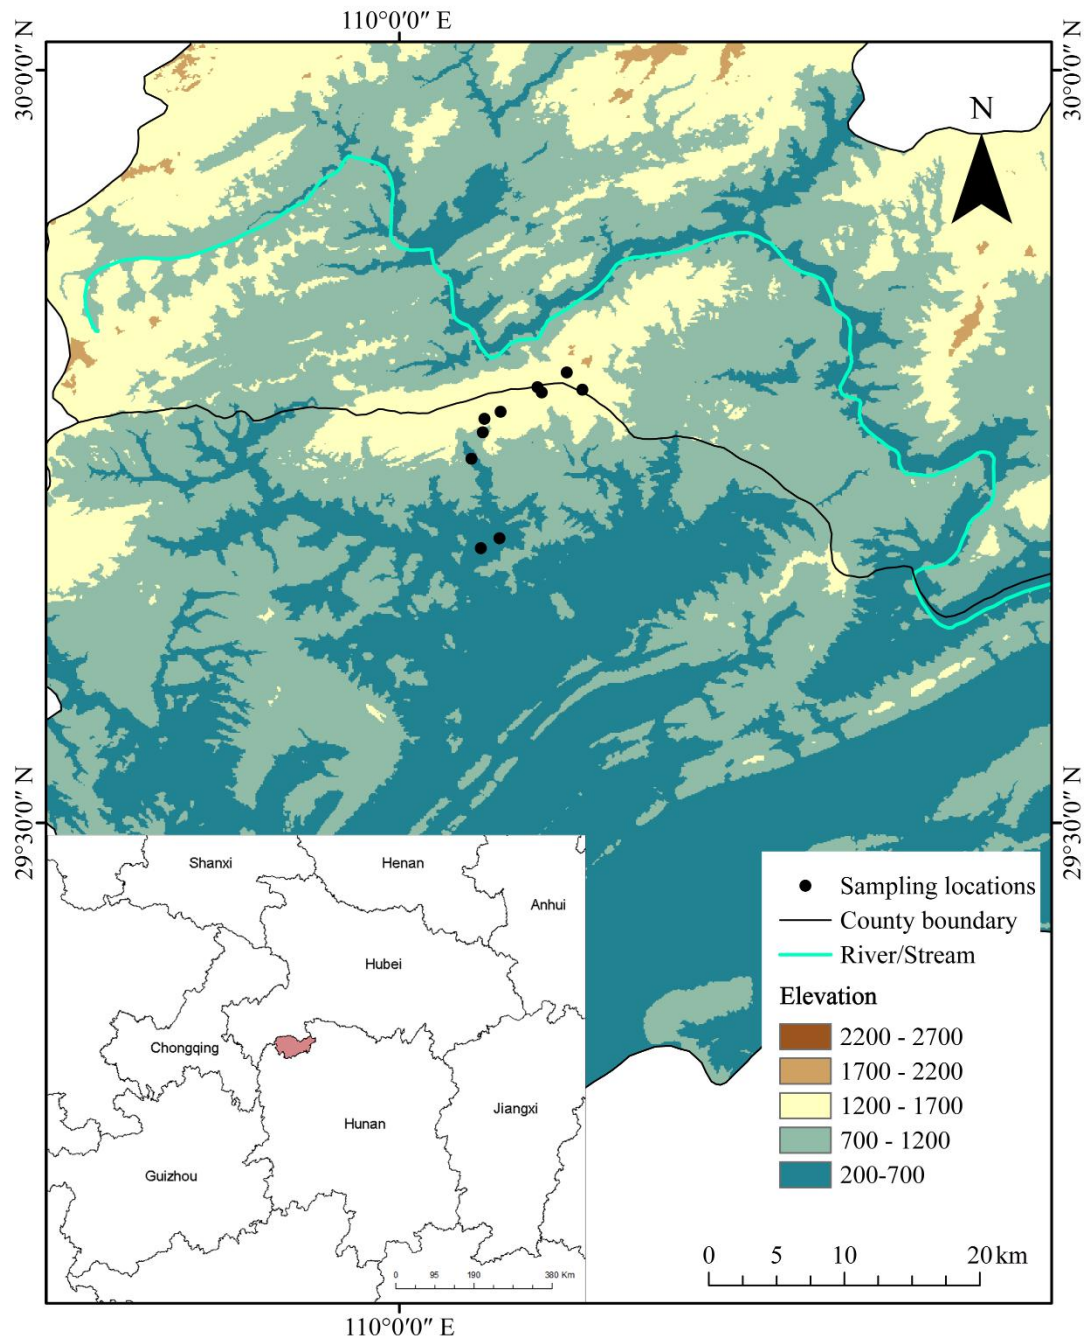 110°0′0″ E
30°0′0″ N
30°0′0″ N
N
29°30′0″ N
29°30′0″ N
Shanxi
Henan
Anhui
Hubei
Chongqing
Jiangxi
Hunan
Guizhou
0 95 190 380 Km
Sampling locations
County boundary
River/Stream
Elevation
2200 - 2700
1700 - 2200
1200 - 1700
700 - 1200
200-700
0 5 10 20 km
110°0′0″ E